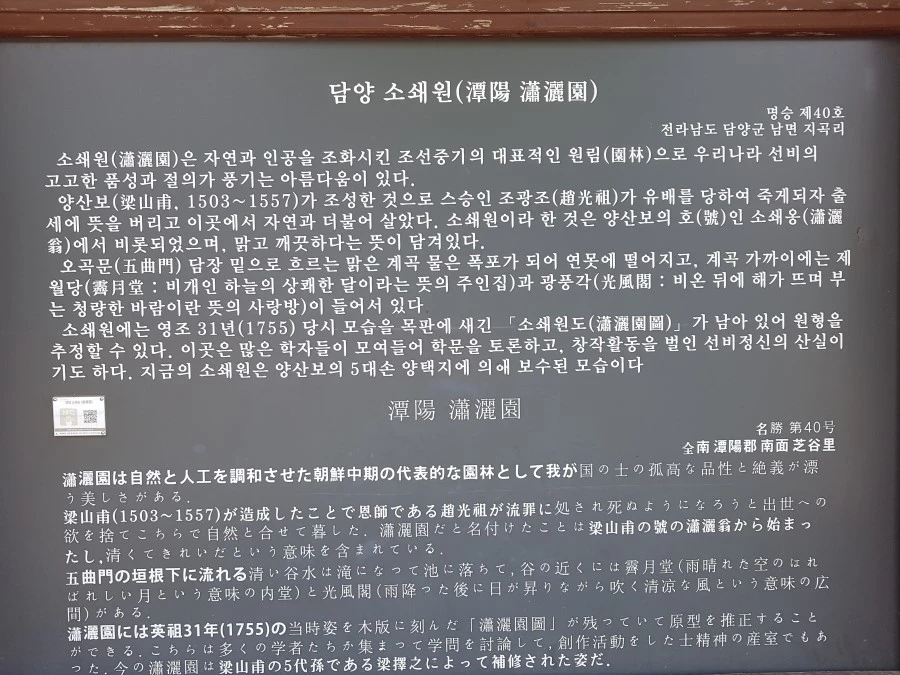 담양 소쇄원(潭陽 瀟灑園)
명승 제40호
전라남도 담양군 남면 지곡리
소쇄원(瀟灑園)은 자연과 인공을 조화시킨 조선중기의 대표적인 원림(園林)으로 우리나라 선비의
고고한 품성과 절의가 풍기는 아름다움이 있다.
양산보(梁山甫, 1503~1557)가 조성한 것으로 스승인 조광조(趙光祖)가 유배를 당하여 죽게되자 출
세에 뜻을 버리고 이곳에서 자연과 더불어 살았다. 소쇄원이라 한 것은 양산보의 호(號)인 소쇄옹(瀟灑
翁)에서 비롯되었으며, 맑고 깨끗하다는 뜻이 담겨있다.
오곡문(五曲門) 담장 밑으로 흐르는 맑은 계곡 물은 폭포가 되어 연못에 떨어지고, 계곡 가까이에는 제
월당(霽月堂 : 비개인 하늘의 상쾌한 달이라는 뜻의 주인집)과 광풍각(光風閣 : 비온 뒤에 해가 뜨며 부
는 청량한 바람이란 뜻의 사랑방)이 들어서 있다
소쇄원에는 영조 31년(1755) 당시 모습을 목판에 새긴 「소쇄원도(瀟灑園圖)」가 남아 있어 원형을
추정할 수 있다. 이곳은 많은 학자들이 모여들어 학문을 토론하고, 창작활동을 벌인 선비정신의 산실이
기도 하다. 지금의 소쇄원은 양산보의 5대손 양택지에 의해 보수된 모습이다
潭陽 瀟灑園
名勝 第40号
全南 潭陽郡 南面 芝谷里
瀟灑園は自然と人工を調和させた朝鮮中期の代表的な園林として我が国の士の孤高な品性と絶義が漂
う美しさがある.
梁山甫(1503~1557)が造成したことで恩師である趙光祖が流罪に処され死ぬようになろうと出世への
欲を捨てこちらで自然と合せて暮した. 瀟灑園だと名付けたことは梁山甫の號の瀟灑翁から始まっ
たし,清くてきれいだという意味を含まれている.
五曲門の垣根下に流れる清い谷水は滝になって池に落ちて,谷の近くには霽月堂(雨晴れた空のはれ
ばれしい月という意味の内堂)と光風閣(雨降った後に日が昇りながら吹く清凉な風という意味の広
間)がある.
瀟灑園には英祖31年(1755)の当時姿を木版に刻んだ「瀟灑園圖」が残っていて原型を推正すること
ができる.こちらは多くの学者たちが集まって学問を討論して,創作活動をした士精神の産室でもあ
った.今の瀟灑園は梁山甫の5代孫である梁擇之によって補修された姿だ.